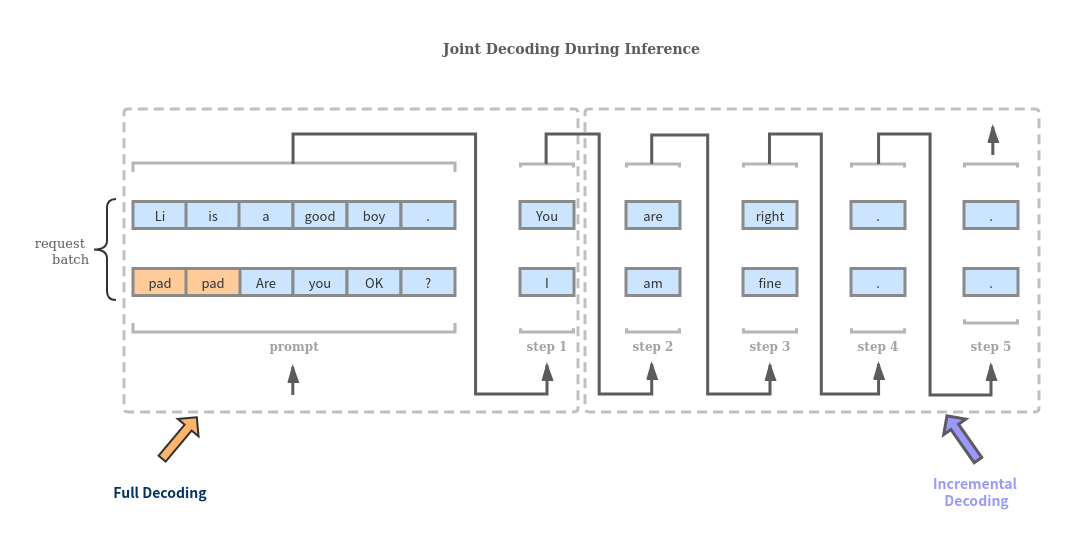 Joint Decoding During Inference
Li is a good boy . You are right . .
request
batch
pad pad Are you OK ? I am fine . .
prompt step 1 step 2 step 3 step 4 step 5
Full Decoding
Incremental
Decoding